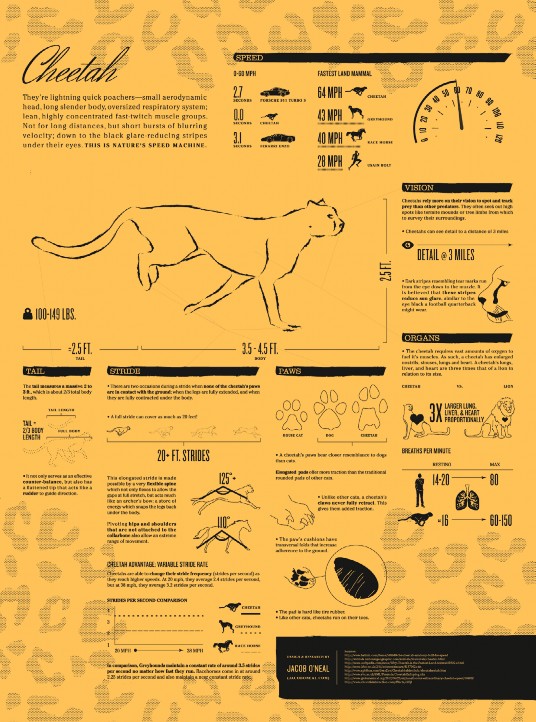 Cheetah
They're lightning quick poachers—small aerodynamic
head, long slender body, oversized respiratory system;
lean, highly concentrated fast-twitch muscle groups.
Not for long distances, but short bursts of blurring
velocity; down to the black glare-reducing stripes
under their eyes. THIS IS NATURE'S SPEED MACHINE.
SPEED
0-60 MPH
2.7
SECONDS
PORSCHE 911 TURBO S
0.0
SECONDS
CHEETAH
3.1
SECONDS
FERRARI ENZO
FASTEST LAND MAMMAL
64 MPH
CHEETAH
43 MPH
GREYHOUND
40 MPH
RACE HORSE
28 MPH
USAIN BOLT
VISION
Cheetahs rely more on their vision to spot and track
prey than other predators. They often seek out high
spots like termite mounds or tree limbs from which
to survey their surroundings.
• Cheetahs can see detail to a distance of 3 miles
DETAIL @ 3 MILES
• Dark stripes resembling tear marks run
from the eye down to the muzzle. It
is believed that these stripes
reduce sun glare, similar to the
eye black a football quarterback
might wear
100-149 LBS.
2.5 FT.
≈2.5 FT.
TAIL
3.5 - 4.5 FT.
BODY
ORGANS
• The cheetah requires vast amounts of oxygen to
fuel it's muscles. As such, a cheetah has enlarged
nostrils, sinuses, lungs and heart. A cheetah's lungs,
liver, and heart are three times that of a lion in
relation to its size.
CHEETAH
VS.
LION
3X
LARGER LUNG,
LIVER, & HEART
PROPORTIONALLY
BREATHS PER MINUTE
RESTING
MAX
14-20
80
≈16
60-150
TAIL
The tail measures a massive 2 to
3 ft., which is about 2/3 total body
length.
TAIL LENGTH
TAIL =
2/3 BODY
LENGTH
FULL BODY
• It not only serves as an effective
counter-balance, but also has
a flattened tip that acts like a
rudder to guide direction.
STRIDE
• There are two occasions during a stride when none of the cheetah's paws
are in contact with the ground; when the legs are fully extended, and when
they are fully contracted under the body.
• A full stride can cover as much as 20 feet!
20+ FT. STRIDES
This elongated stride is made
possible by a very flexible spine
which not only flexes to allow the
gaps at full stretch, but acts much
like an archer's bow; a store of
energy which snaps the legs back
under the body.
125°
Pivoting hips and shoulders
that are not attached to the
collarbone also allow an extreme
range of movement.
110°
CHEETAH ADVANTAGE: VARIABLE STRIDE RATE
Cheetahs are able to change their stride frequency (strides per second) as
they reach higher speeds. At 20 mph, they average 2.4 strides per second,
but at 38 mph, they average 3.2 strides per second.
STRIDES PER SECOND COMPARISON
CHEETAH
GREYHOUND
RACE HORSE
20 MPH
38 MPH
In comparison, Greyhounds maintain a constant rate of around 3.5 strides
per second no matter how fast they run. Racehorses come in at around
2.25 strides per second and also maintain a near constant stride rate.
PAWS
HOUSE CAT
DOG
CHEETAH
• A cheetah's paws bear closer resemblance to dogs
than cats.
Elongated pads offer more traction than the traditional
rounded pads of other cats.
• Unlike other cats, a cheetah's
claws never fully retract. This
gives them added traction.
• The paw's cushions have
transversal folds that increase
adherence to the ground.
• The pad is hard like tire rubber.
• Like other cats, cheetahs run on their toes.
DESIGN & RESEARCH BY
JACOB O'NEAL